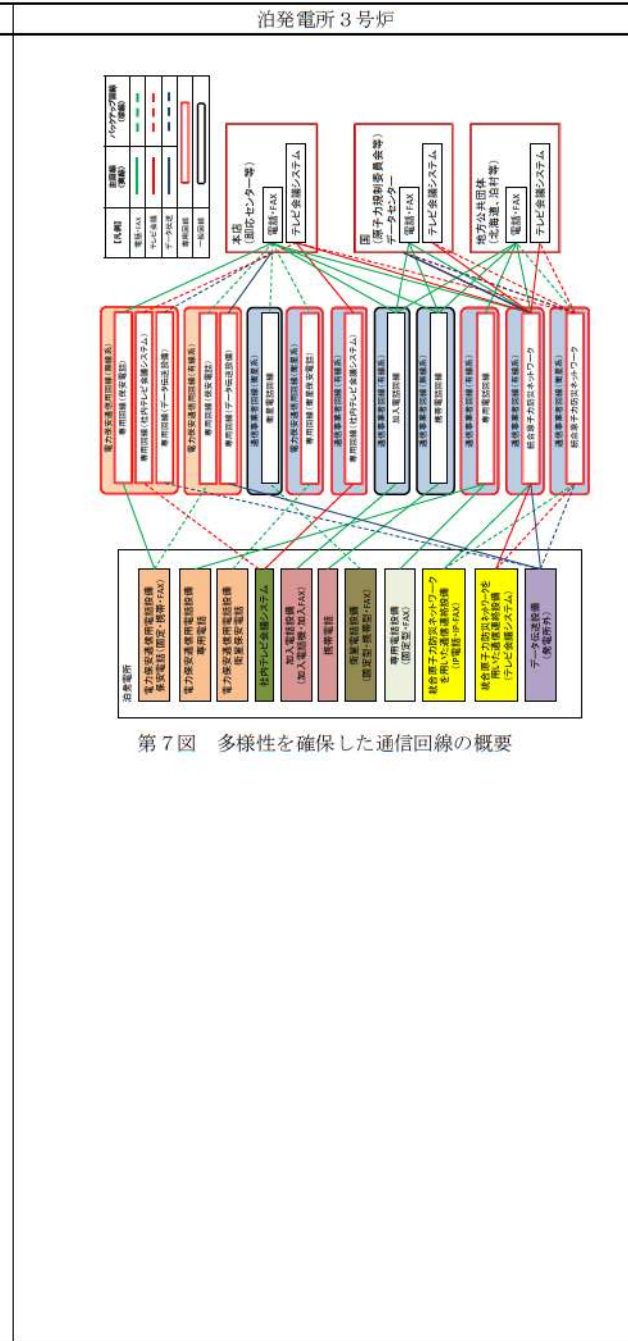 泊発電所3号炉
【凡例】
主回線
(実線)
バックアップ回線
(破線)
電話・FAX
テレビ会議
データ伝送
専用回線
一般回線
本店
(即応センター等)
電話・FAX
テレビ会議システム
国
(原子力規制委員会等)
データセンター
電話・FAX
テレビ会議システム
地方公共団体
(北海道、泊村等)
電話・FAX
テレビ会議システム
電力保安通信用回線(無線系)
専用回線(保安電話)
専用回線(社内テレビ会議システム)
専用回線(データ伝送設備)
電力保安通信用回線(有線系)
専用回線(保安電話)
専用回線(データ伝送設備)
通信事業者回線(衛星系)
衛星電話回線
電力保安通信用回線(衛星系)
専用回線(衛星保安電話)
通信事業者回線(有線系)
専用回線(社内テレビ会議システム)
通信事業者回線(有線系)
加入電話回線
通信事業者回線(無線系)
携帯電話回線
通信事業者回線(有線系)
専用電話回線
通信事業者回線(有線系)
統合原子力防災ネットワーク
通信事業者回線(衛星系)
統合原子力防災ネットワーク
泊発電所
電力保安通信用電話設備
保安電話(固定・携帯・FAX)
電力保安通信用電話設備
専用電話
電力保安通信用電話設備
衛星保安電話
社内テレビ会議システム
加入電話設備
(加入電話機・加入FAX)
携帯電話
衛星電話設備
(固定型・携帯型・FAX)
専用電話設備
(固定型・FAX)
統合原子力防災ネットワーク
を用いた通信連絡設備
(IP電話・IP-FAX)
統合原子力防災ネットワークを
用いた通信連絡設備
(テレビ会議システム)
データ伝送設備
(発電所外)
第7図 多様性を確保した通信回線の概要